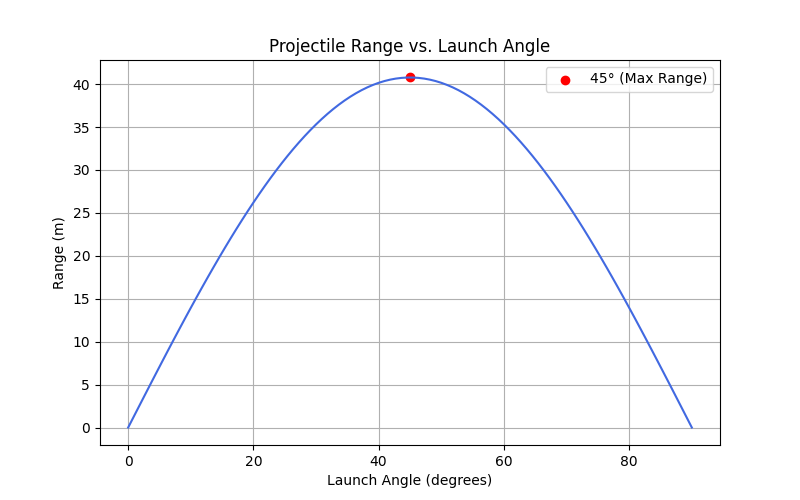 Projectile Range vs. Launch Angle
45° (Max Range)
Range (m)
40
35
30
25
20
15
10
5
0
0 20 40 60 80
Launch Angle (degrees)